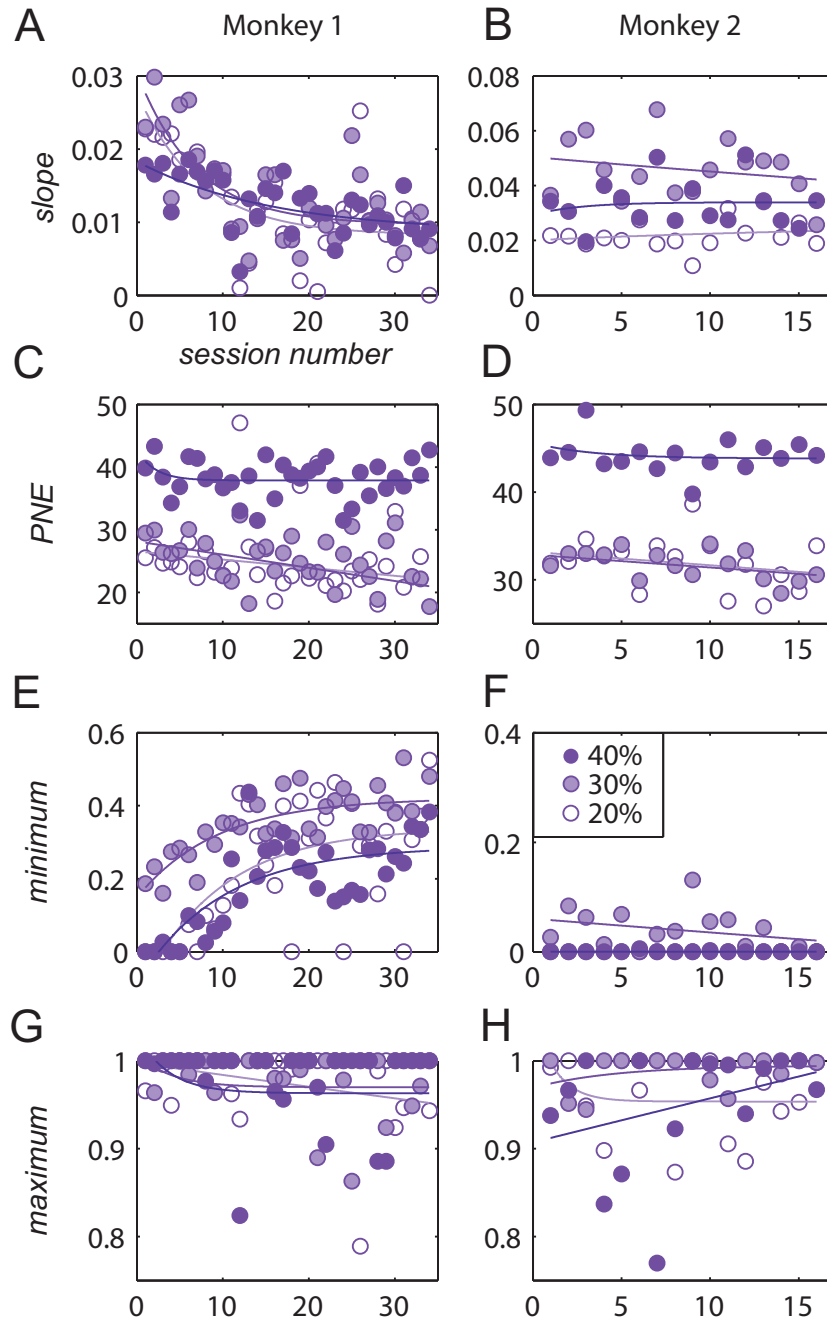 A Monkey 1 B Monkey 2
slope
0.03 0.02 0.01 0
0.08 0.06 0.04 0.02 0
0 10 20 30
5 10 15
session number
C D
PNE
50 40 30 20
50 40 30
0 10 20 30
0 5 10 15
E F
minimum
0.6 0.4 0.2 0
0.4 0.2 0
40%
30%
20%
0 10 20 30
5 10 15
G H
maximum
1 0.9 0.8
1 0.9 0.8
0 10 20 30
5 10 15